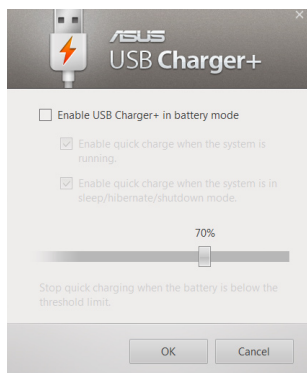 ASUS
USB Charger+
Enable USB Charger+ in battery mode
Enable quick charge when the system is
running.
Enable quick charge when the system is in
sleep/hibernate/shutdown mode.
70%
Stop quick charging when the battery is below the
threshold limit.
OK
Cancel